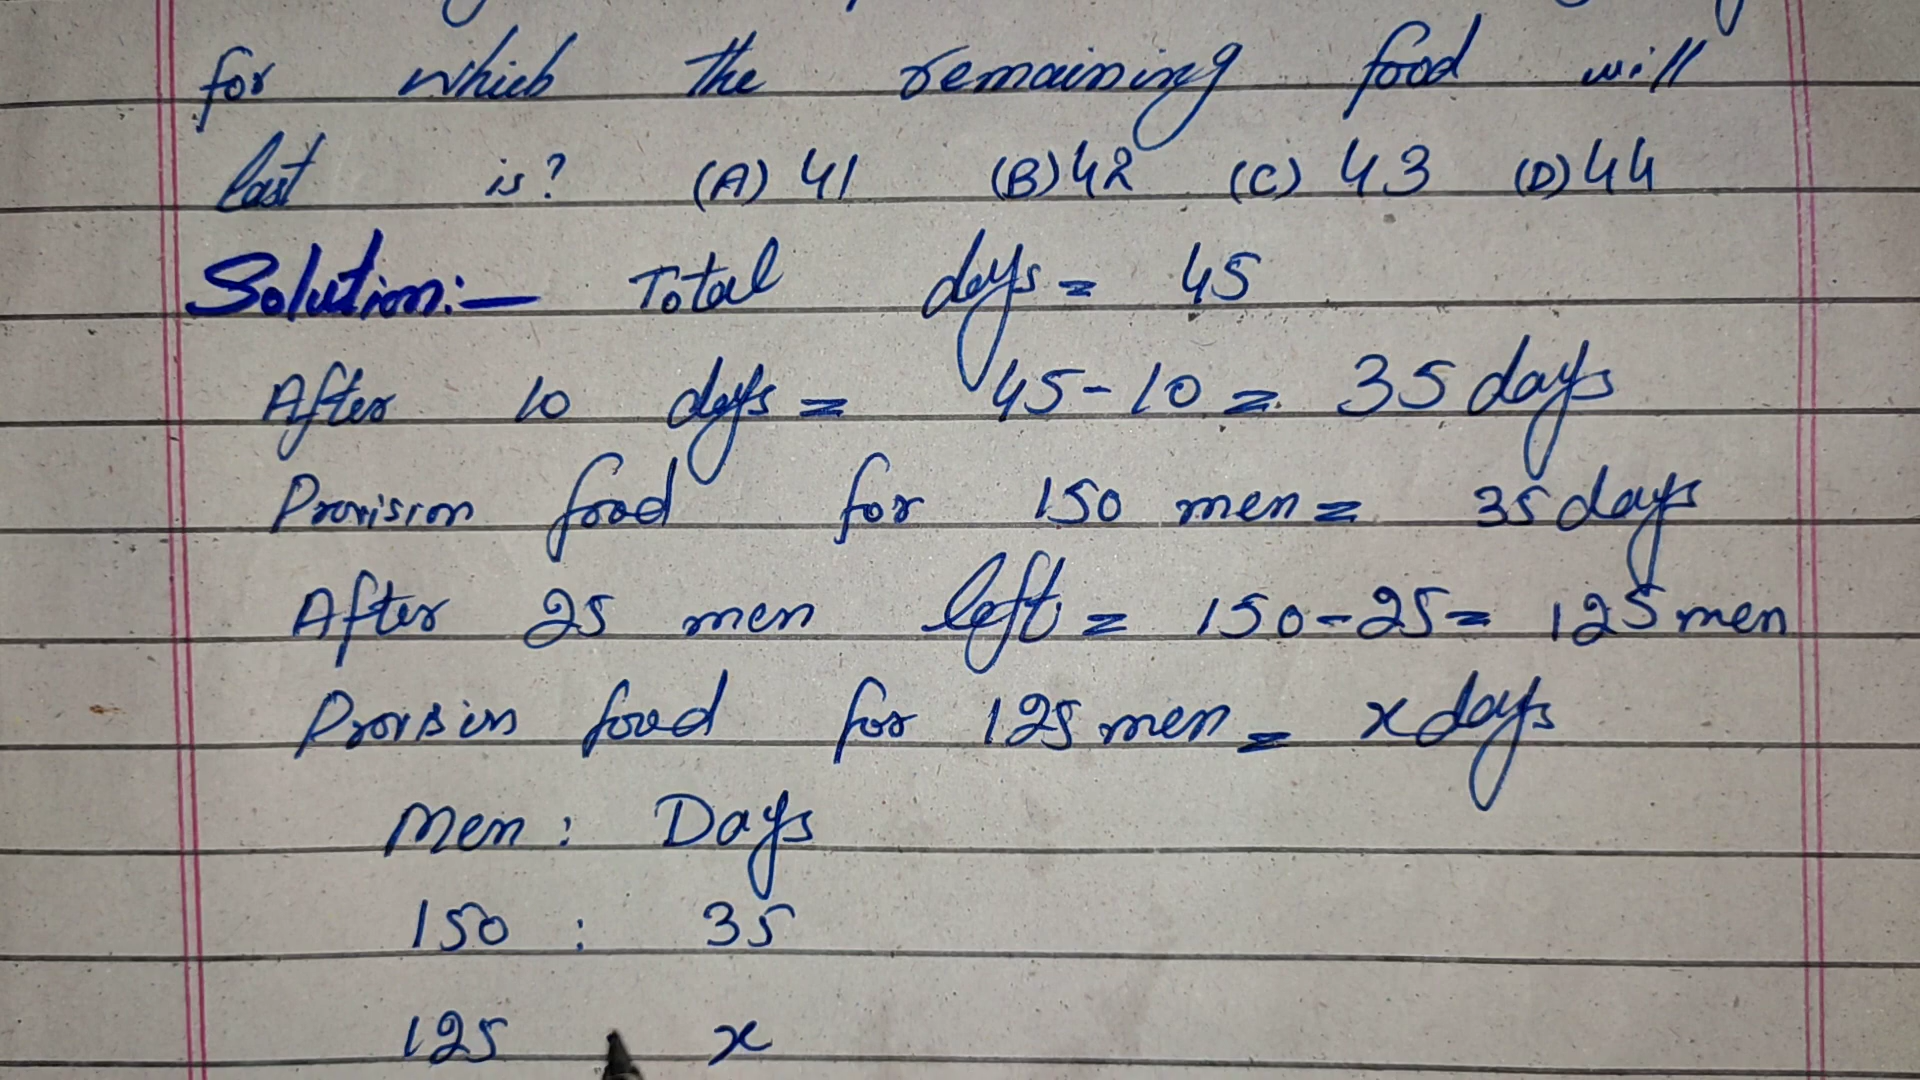 for which the remaining food will
last is? (A) 41 (B) 42 (C) 43 (D) 44
Solution:- Total days = 45
After 10 days = 45-10 = 35 days
Provision food for 150 men = 35 days
After 25 men left = 150-25 = 125 men
Provision food for 125 men = x days
Men : Days
150 : 35
125 x